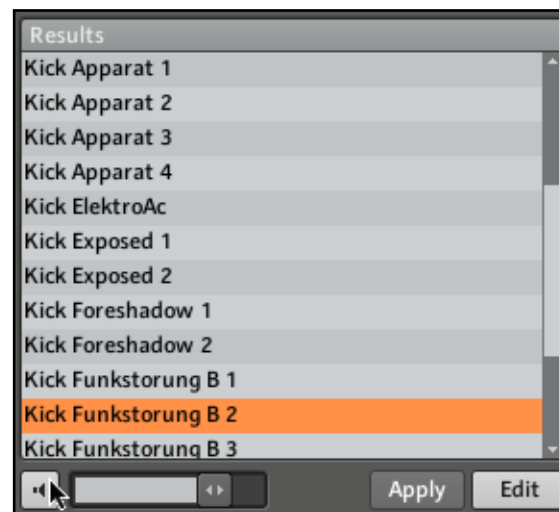 Results
Kick Apparat 1
Kick Apparat 2
Kick Apparat 3
Kick Apparat 4
Kick ElektroAc
Kick Exposed 1
Kick Exposed 2
Kick Foreshadow 1
Kick Foreshadow 2
Kick Funkstorung B 1
Kick Funkstorung B 2
Kick Funkstorung B 3
Apply Edit